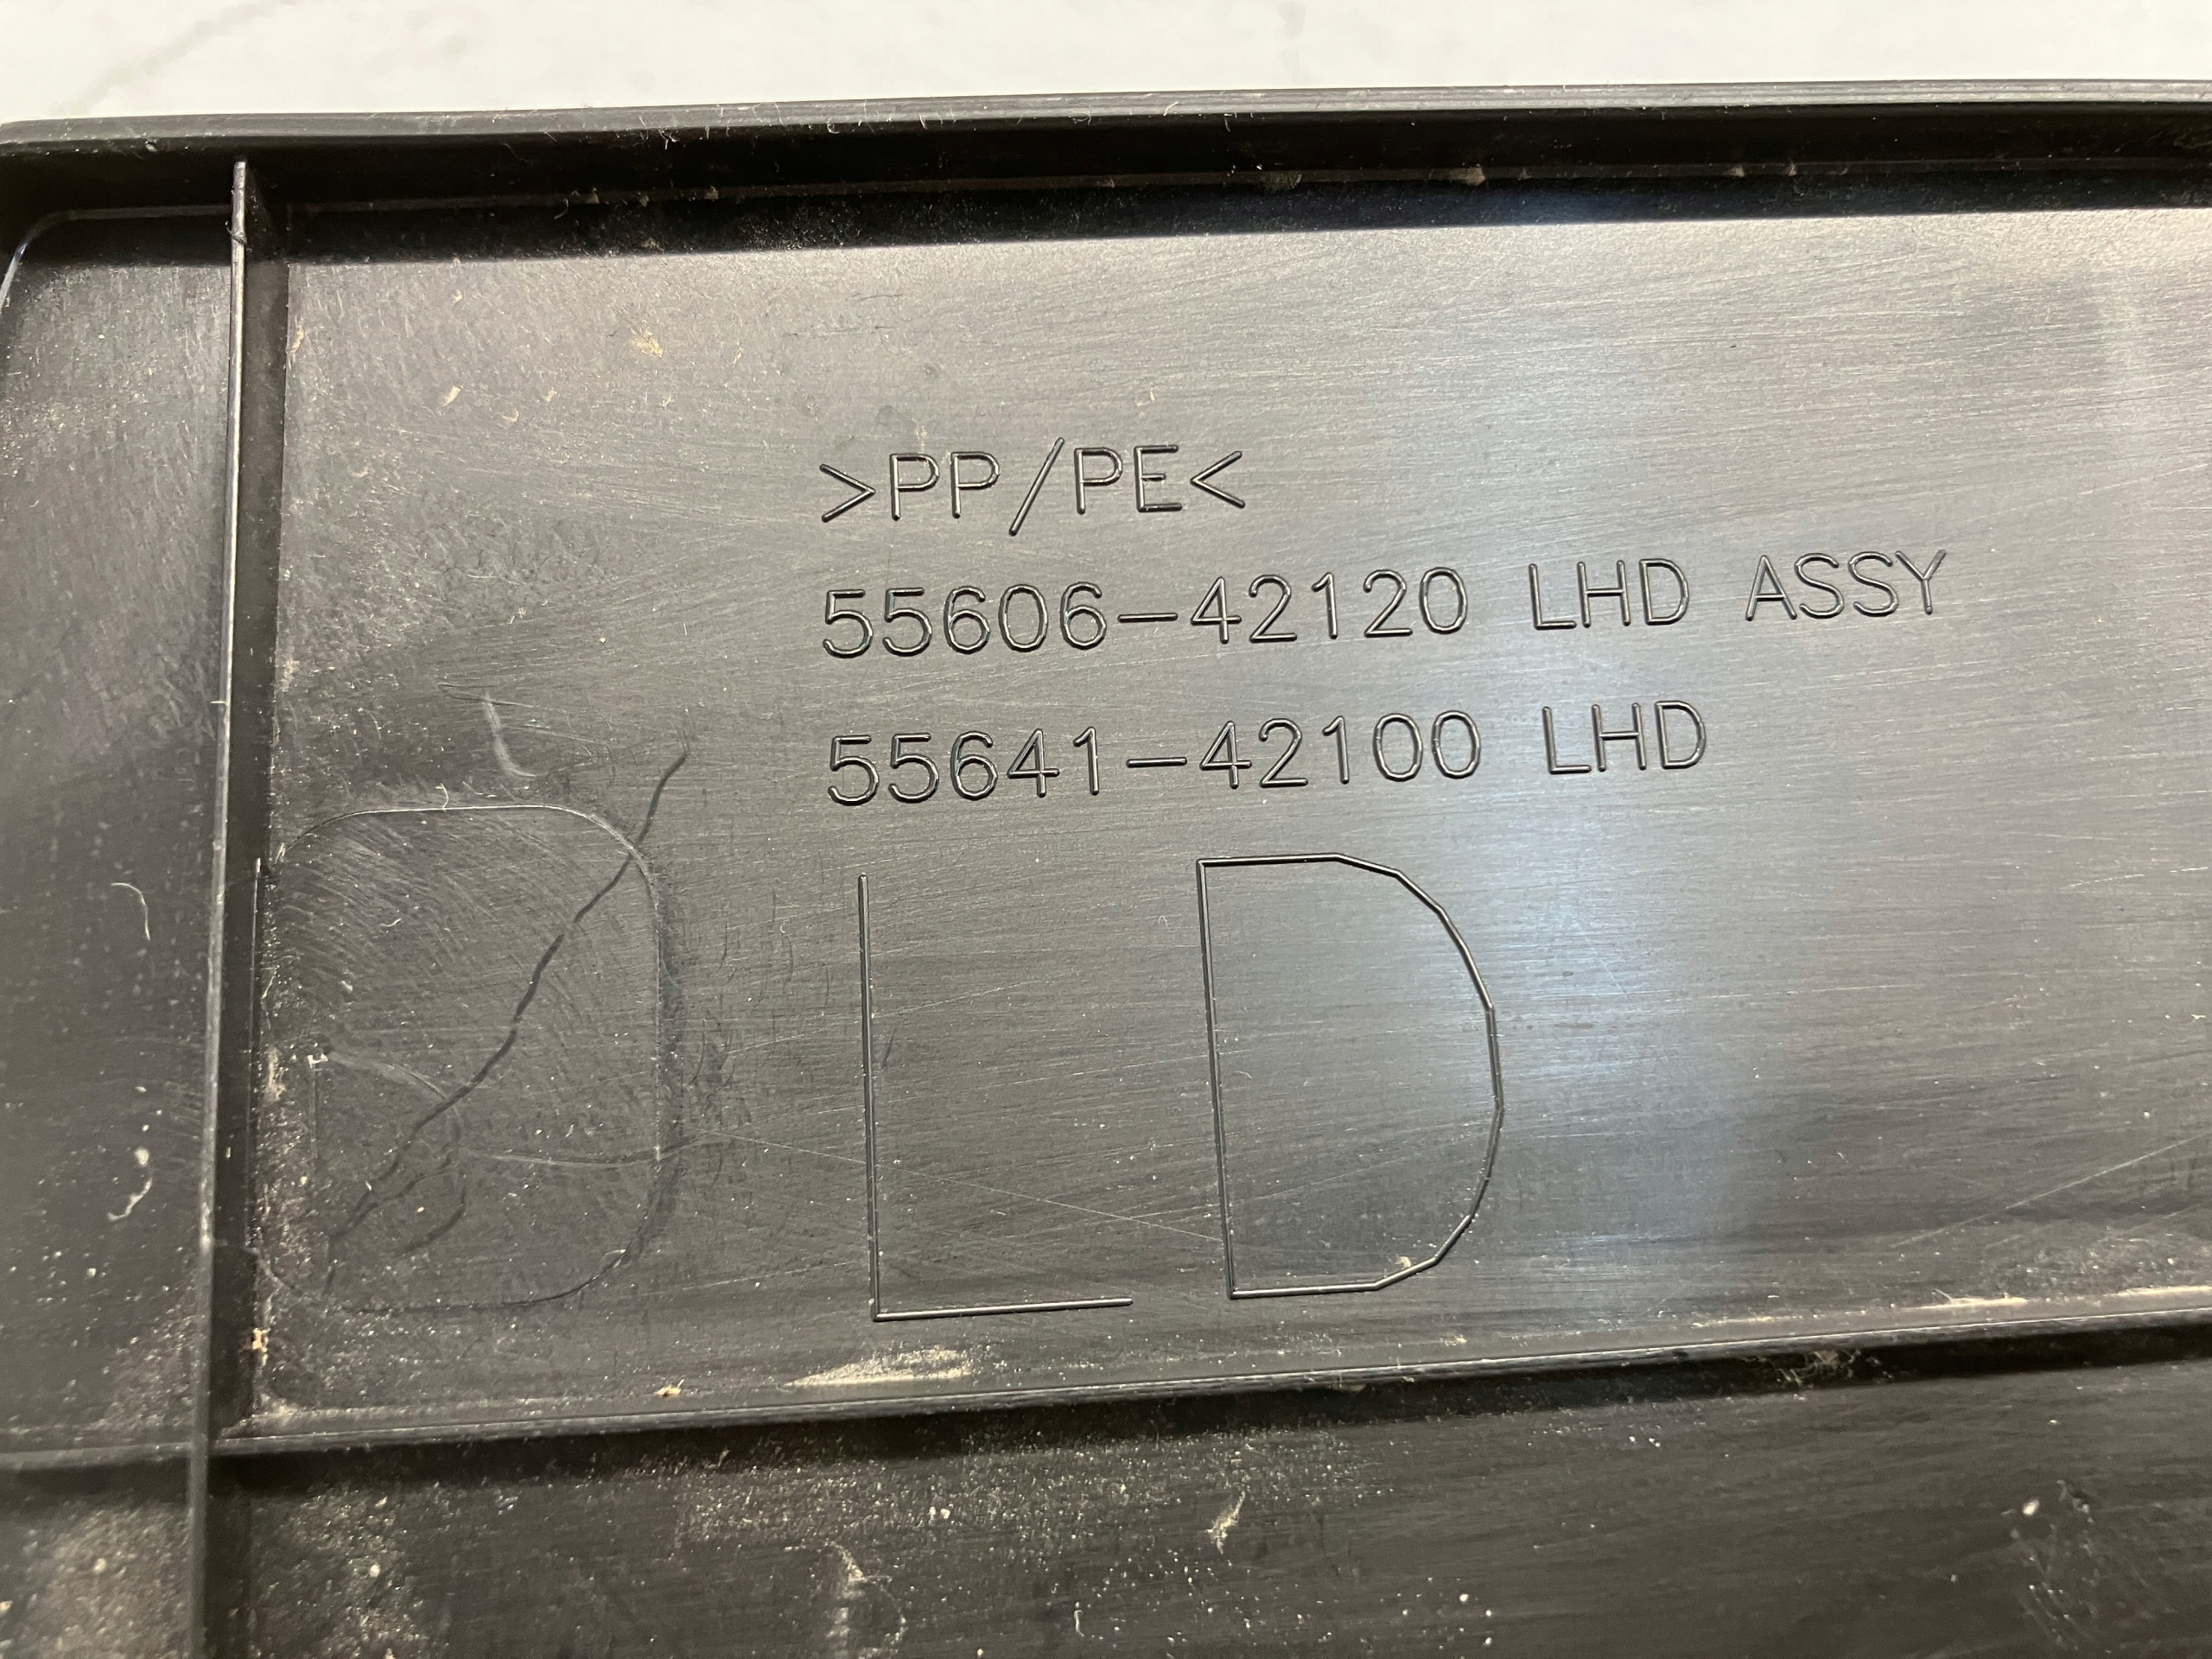 >PP/PE<
55606-42120 LHD ASSY
55641-42100 LHD
LD